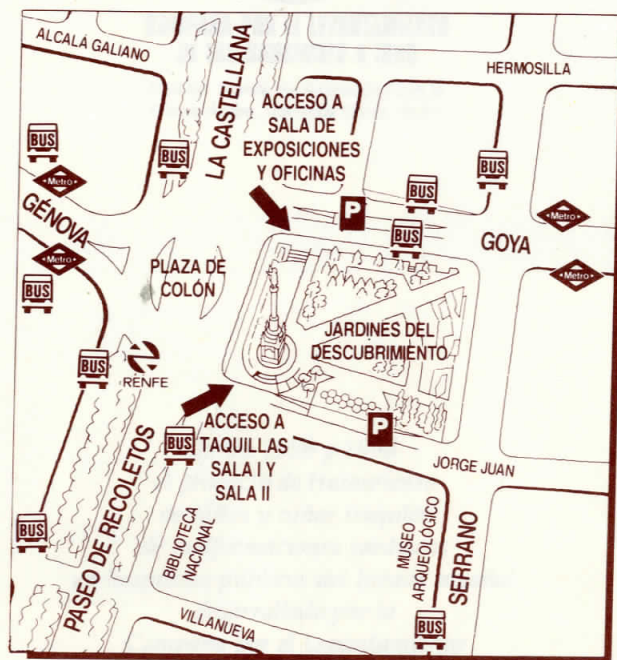 ALCALÁ GALIANO
LA CASTELLANA
HERMOSILLA
ACCESO A
SALA DE
EXPOSICIONES
Y OFICINAS
BUS
BUS
BUS
BUS
Metro
P
Metro
GÉNOVA
BUS
GOYA
PLAZA DE
COLÓN
Metro
Metro
BUS
JARDINES DEL
DESCUBRIMIENTO
BUS
RENFE
ACCESO A
TAQUILLAS
SALA I Y
SALA II
BUS
P
JORGE JUAN
PASEO DE RECOLETOS
BIBLIOTECA
NACIONAL
MUSEO
ARQUEOLÓGICO
SERRANO
BUS
VILLANUEVA
BUS